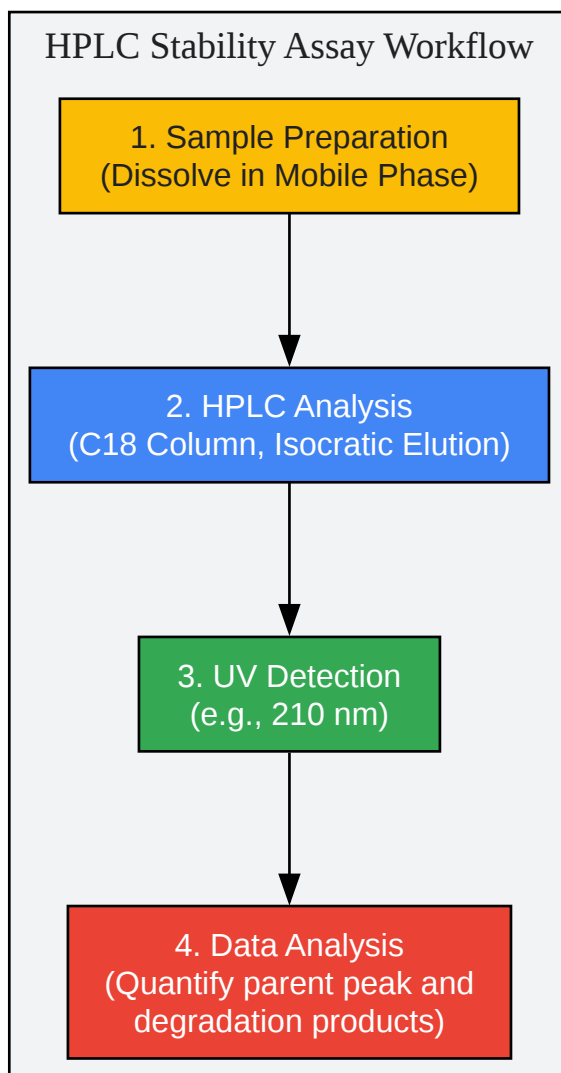 HPLC Stability Assay Workflow
1. Sample Preparation
(Dissolve in Mobile Phase)
2. HPLC Analysis
(C18 Column, Isocratic Elution)
3. UV Detection
(e.g., 210 nm)
4. Data Analysis
(Quantify parent peak and
degradation products)